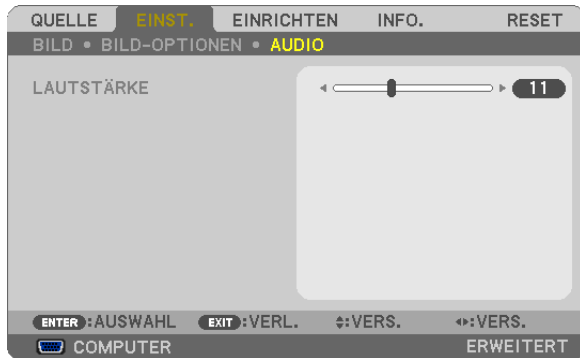 QUELLE EINST. EINRICHTEN INFO. RESET
BILD • BILD-OPTIONEN • AUDIO
LAUTSTÄRKE 11
ENTER:AUSWAHL EXIT:VERL. :VERS. :VERS.
COMPUTER ERWEITERT